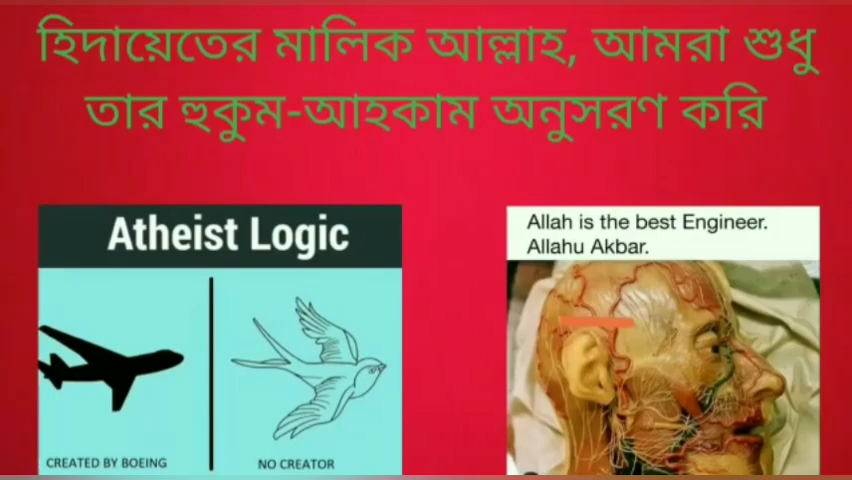 হিদায়েতের মালিক আল্লাহ, আমরা শুধু
তার হুকুম-আহকাম অনুসরণ করি
Atheist Logic
CREATED BY BOEING
NO CREATOR
Allah is the best Engineer.
Allahu Akbar.